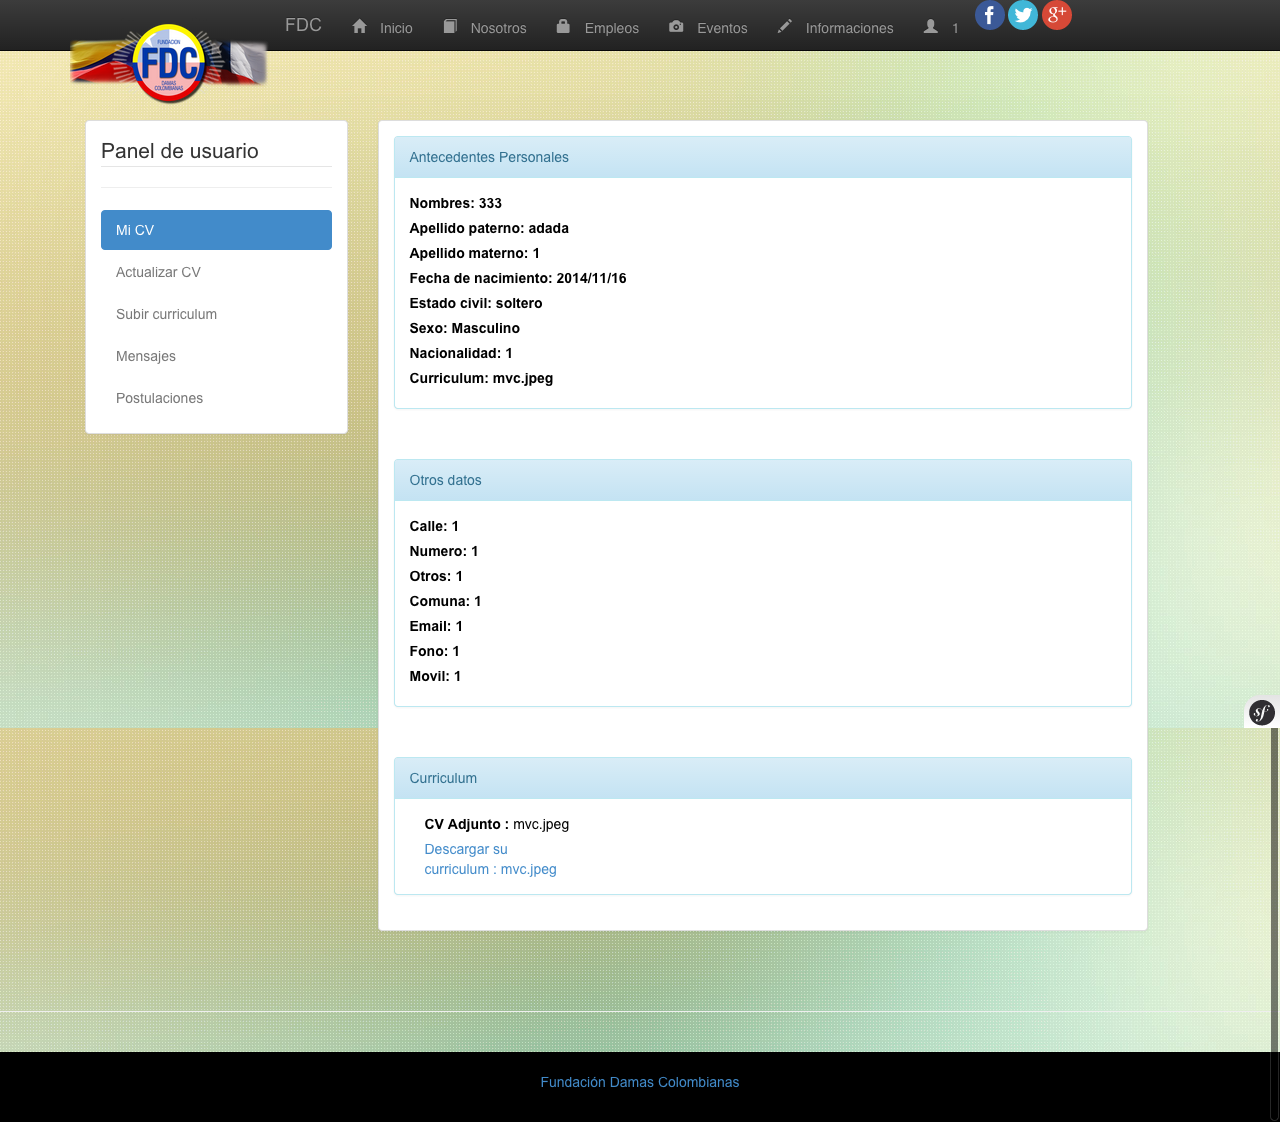 FDC Inicio Nosotros Empleos Eventos Informaciones 1
FUNDACION
FDC
DAMAS
COLOMBIANAS
Panel de usuario
Mi CV
Actualizar CV
Subir curriculum
Mensajes
Postulaciones
Antecedentes Personales
Nombres: 333
Apellido paterno: adada
Apellido materno: 1
Fecha de nacimiento: 2014/11/16
Estado civil: soltero
Sexo: Masculino
Nacionalidad: 1
Curriculum: mvc.jpeg
Otros datos
Calle: 1
Numero: 1
Otros: 1
Comuna: 1
Email: 1
Fono: 1
Movil: 1
sf
Curriculum
CV Adjunto : mvc.jpeg
Descargar su
curriculum : mvc.jpeg
Fundación Damas Colombianas